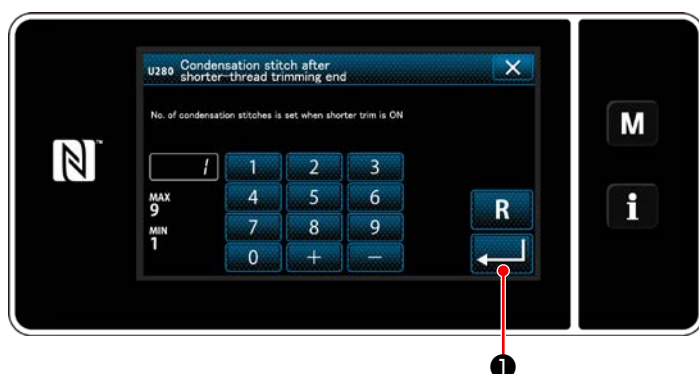 U280 Condensation stitch after
shorter-thread trimming end
X
No. of condensation stitches is set when shorter trim is ON
1
1 2 3
MAX
9
4 5 6
MIN
1
7 8 9
0 + −
R
N™
M
i
❶